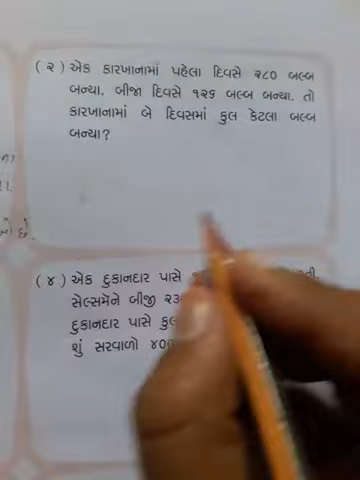 (૨) એક કારખાનામાં પહેલા દિવસે ૨૮૦ બલ્બ
બન્યા. બીજા દિવસે ૧૨૬ બલ્બ બન્યા. તો
કારખાનામાં બે દિવસમાં કુલ કેટલા બલ્બ
બન્યા?
(૪) એક દુકાનદાર પાસે
સેલ્સમેને બીજી
દુકાનદાર પાસે કુલ
શું સરવાળો